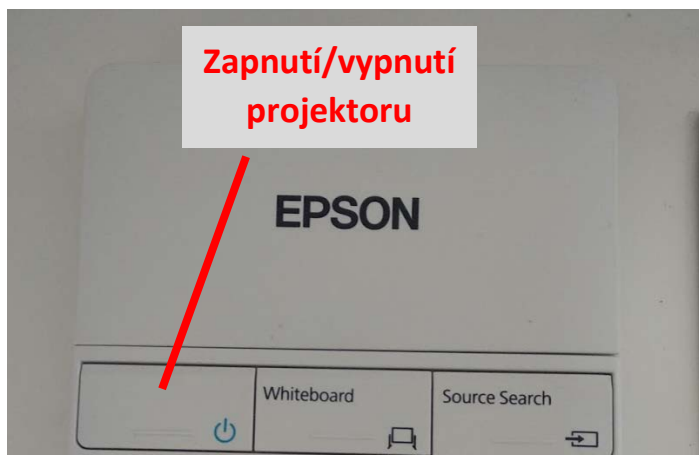 Zapnutí/vypnutí
projektoru
EPSON
Whiteboard
Source Search